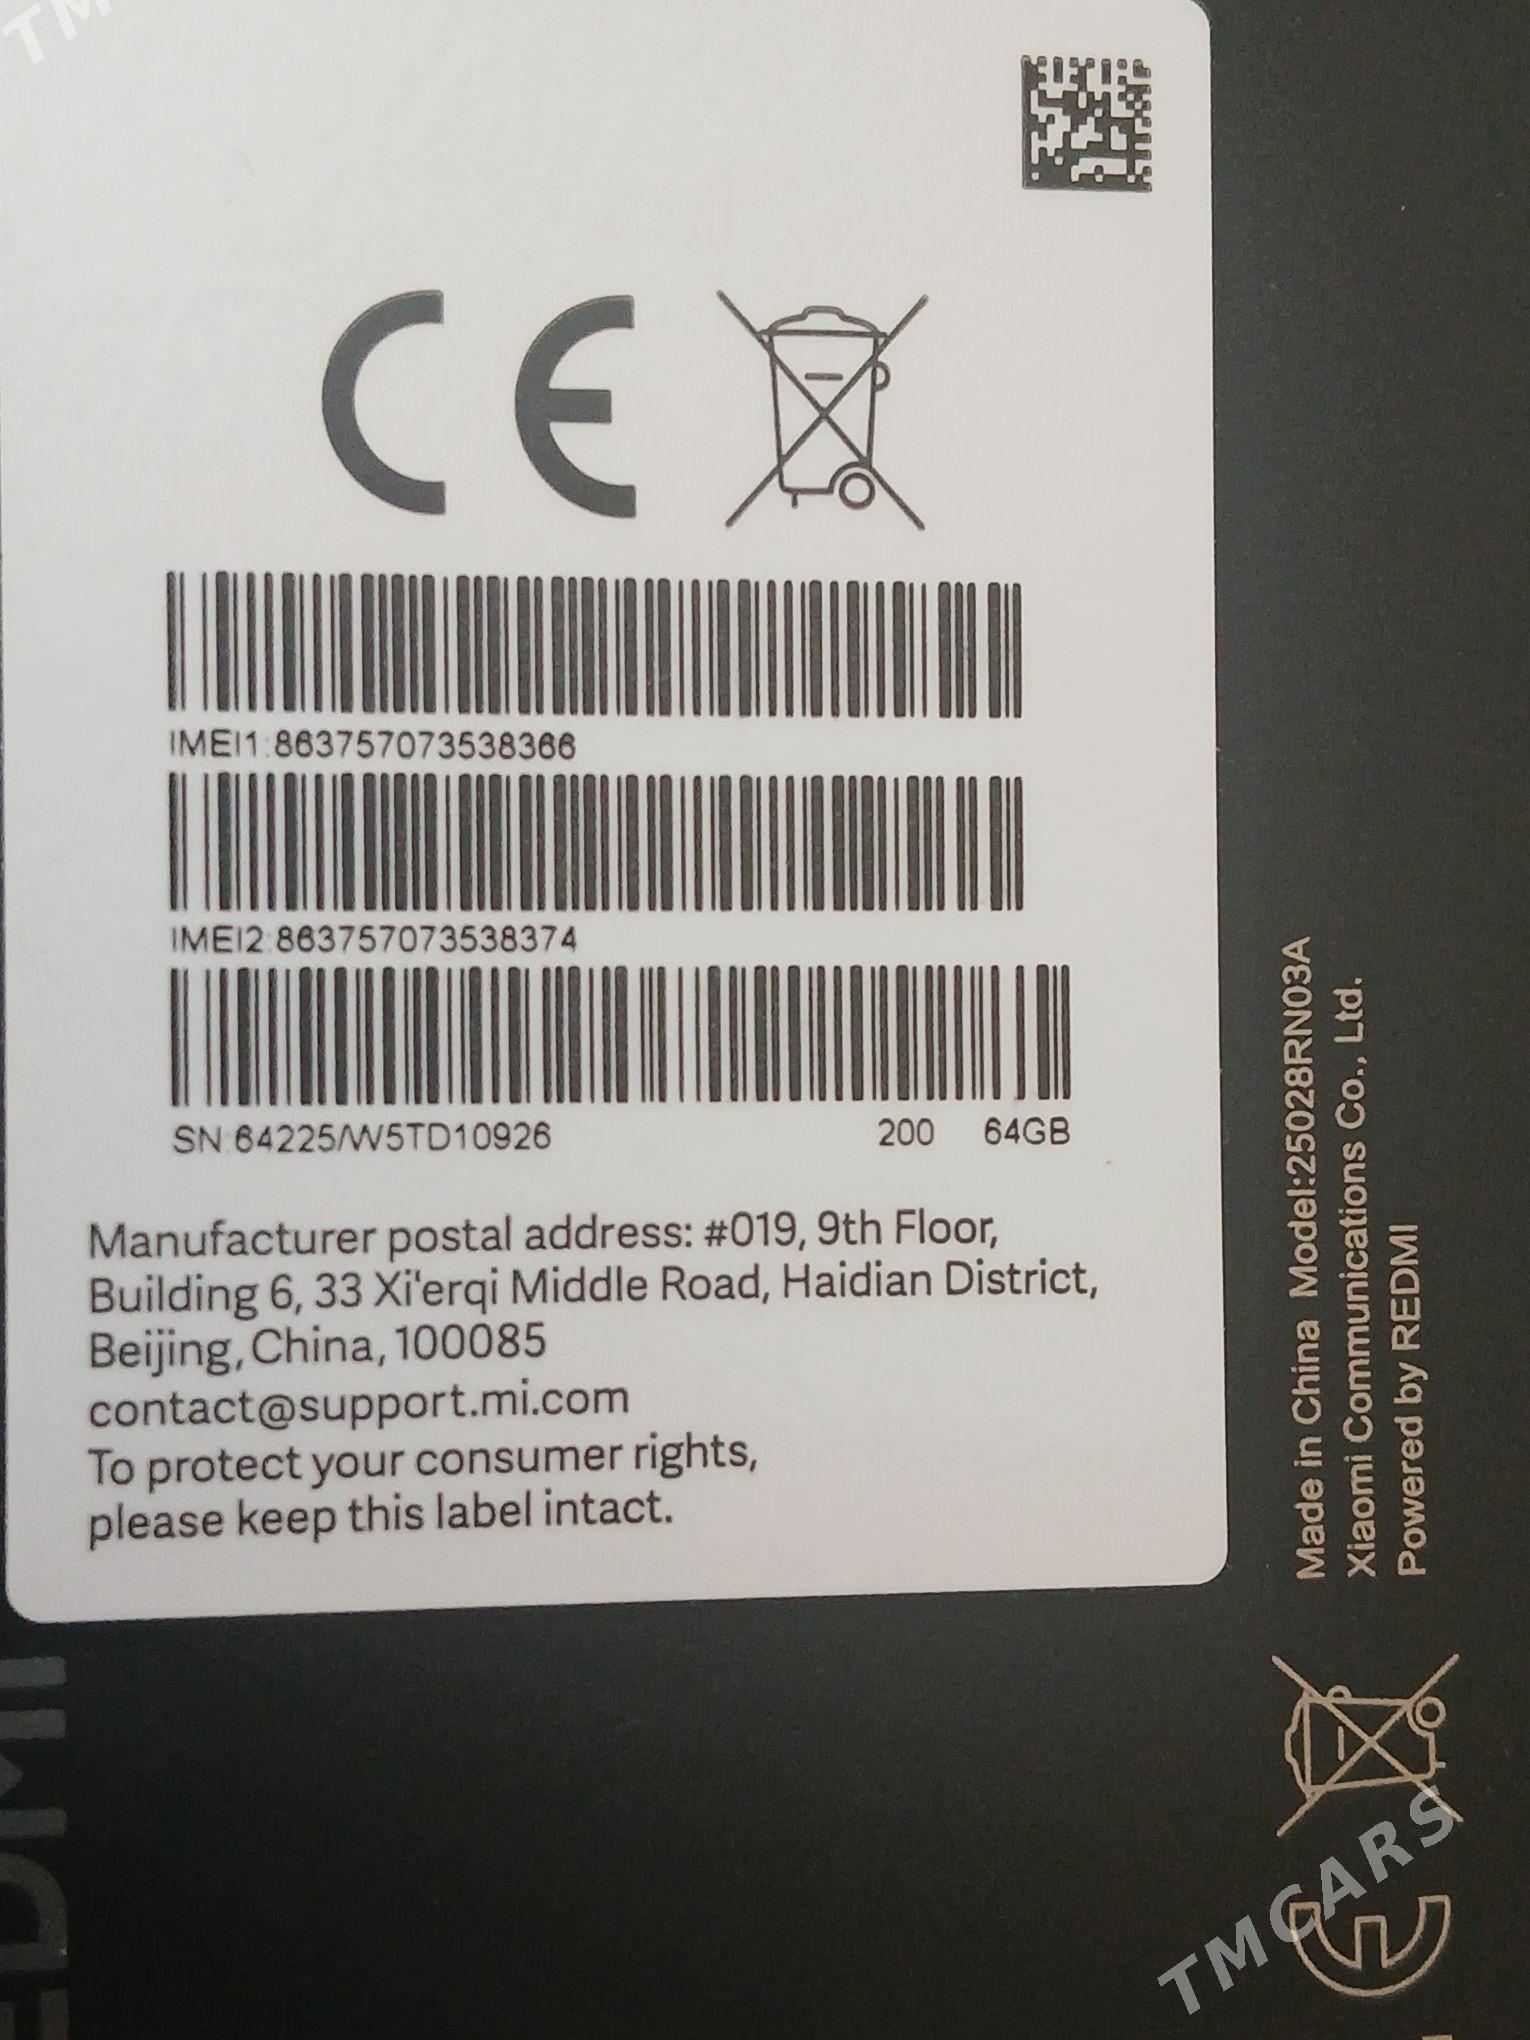 IMEI1:863757073538366
IMEI2:863757073538374
SN:64225/W5TD10926 200 64GB
Manufacturer postal address: #019, 9th Floor,
Building 6, 33 Xi'erqi Middle Road, Haidian District,
Beijing, China, 100085
contact@support.mi.com
To protect your consumer rights,
please keep this label intact.
Made in China Model:25028RN03A
Xiaomi Communications Co., Ltd.
Powered by REDMI
TMCARS